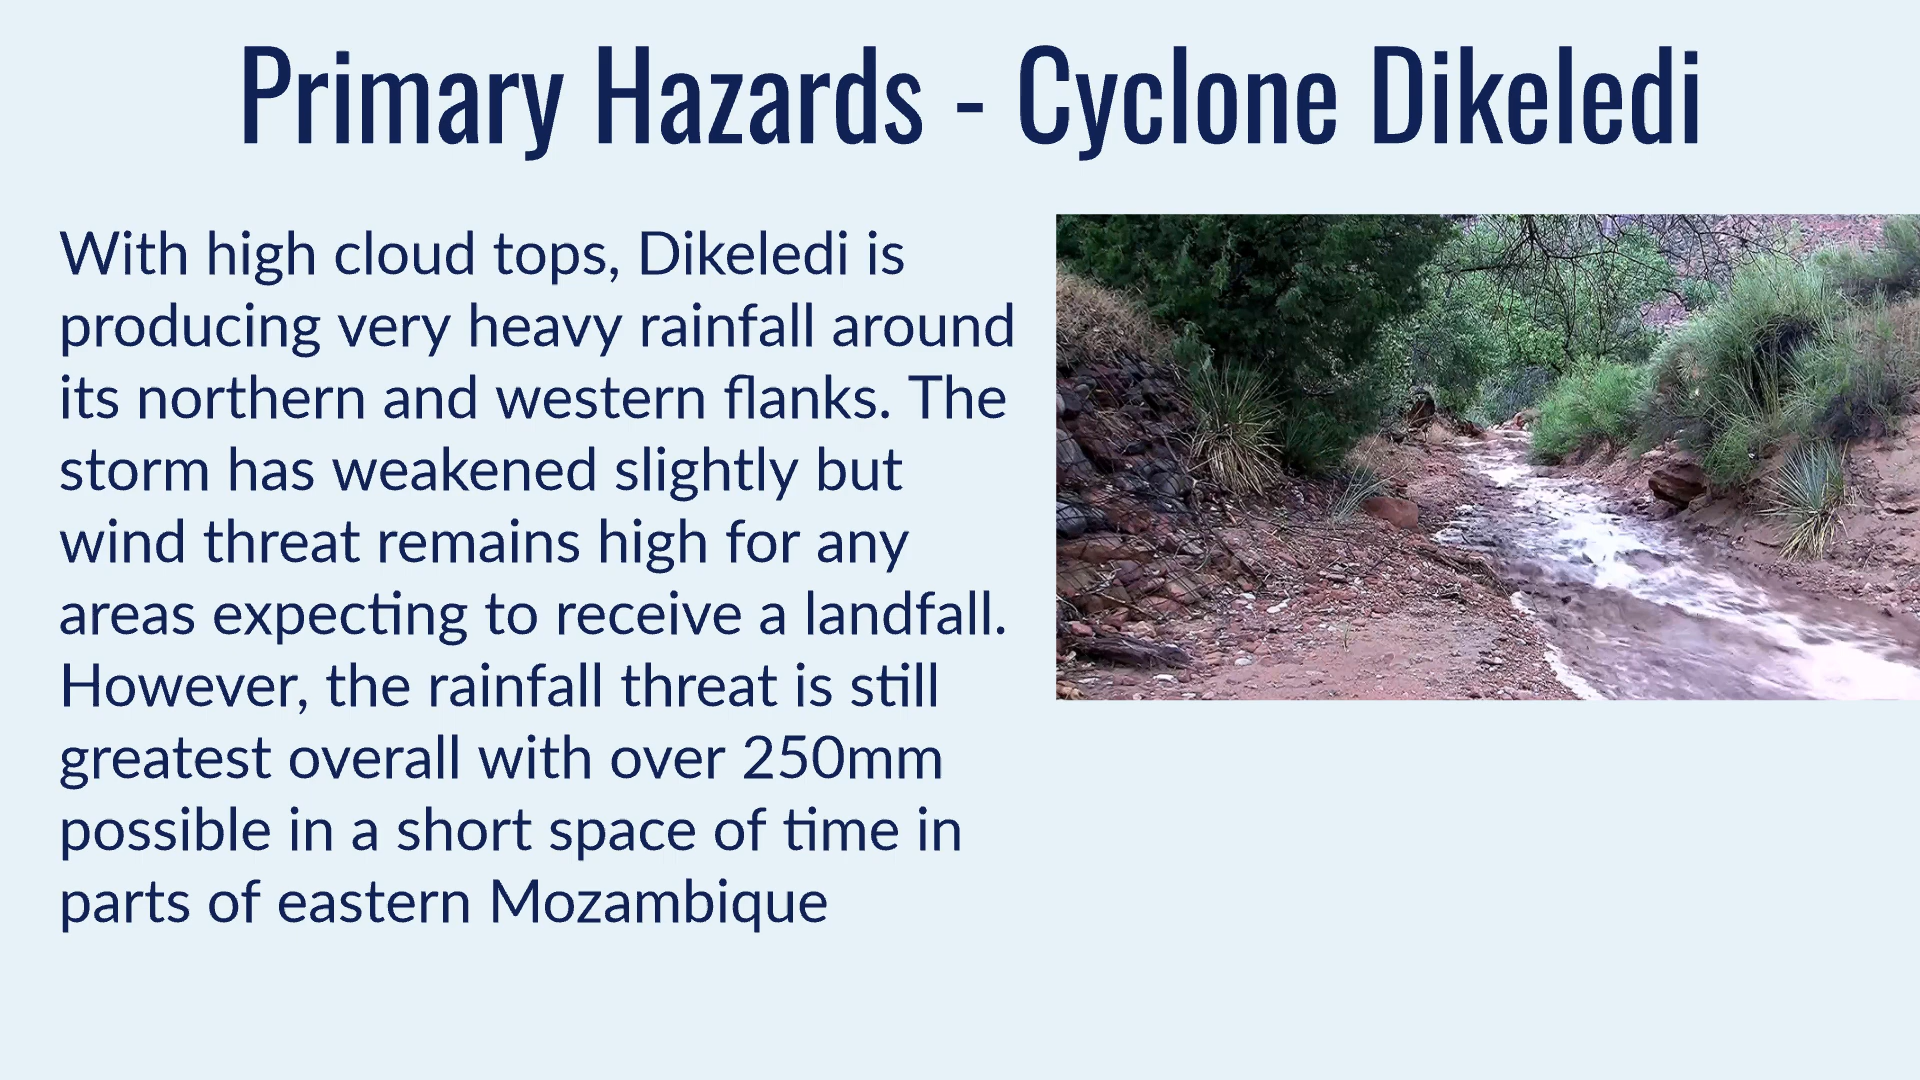 Primary Hazards - Cyclone Dikeledi
With high cloud tops, Dikeledi is
producing very heavy rainfall around
its northern and western flanks. The
storm has weakened slightly but
wind threat remains high for any
areas expecting to receive a landfall.
However, the rainfall threat is still
greatest overall with over 250mm
possible in a short space of time in
parts of eastern Mozambique